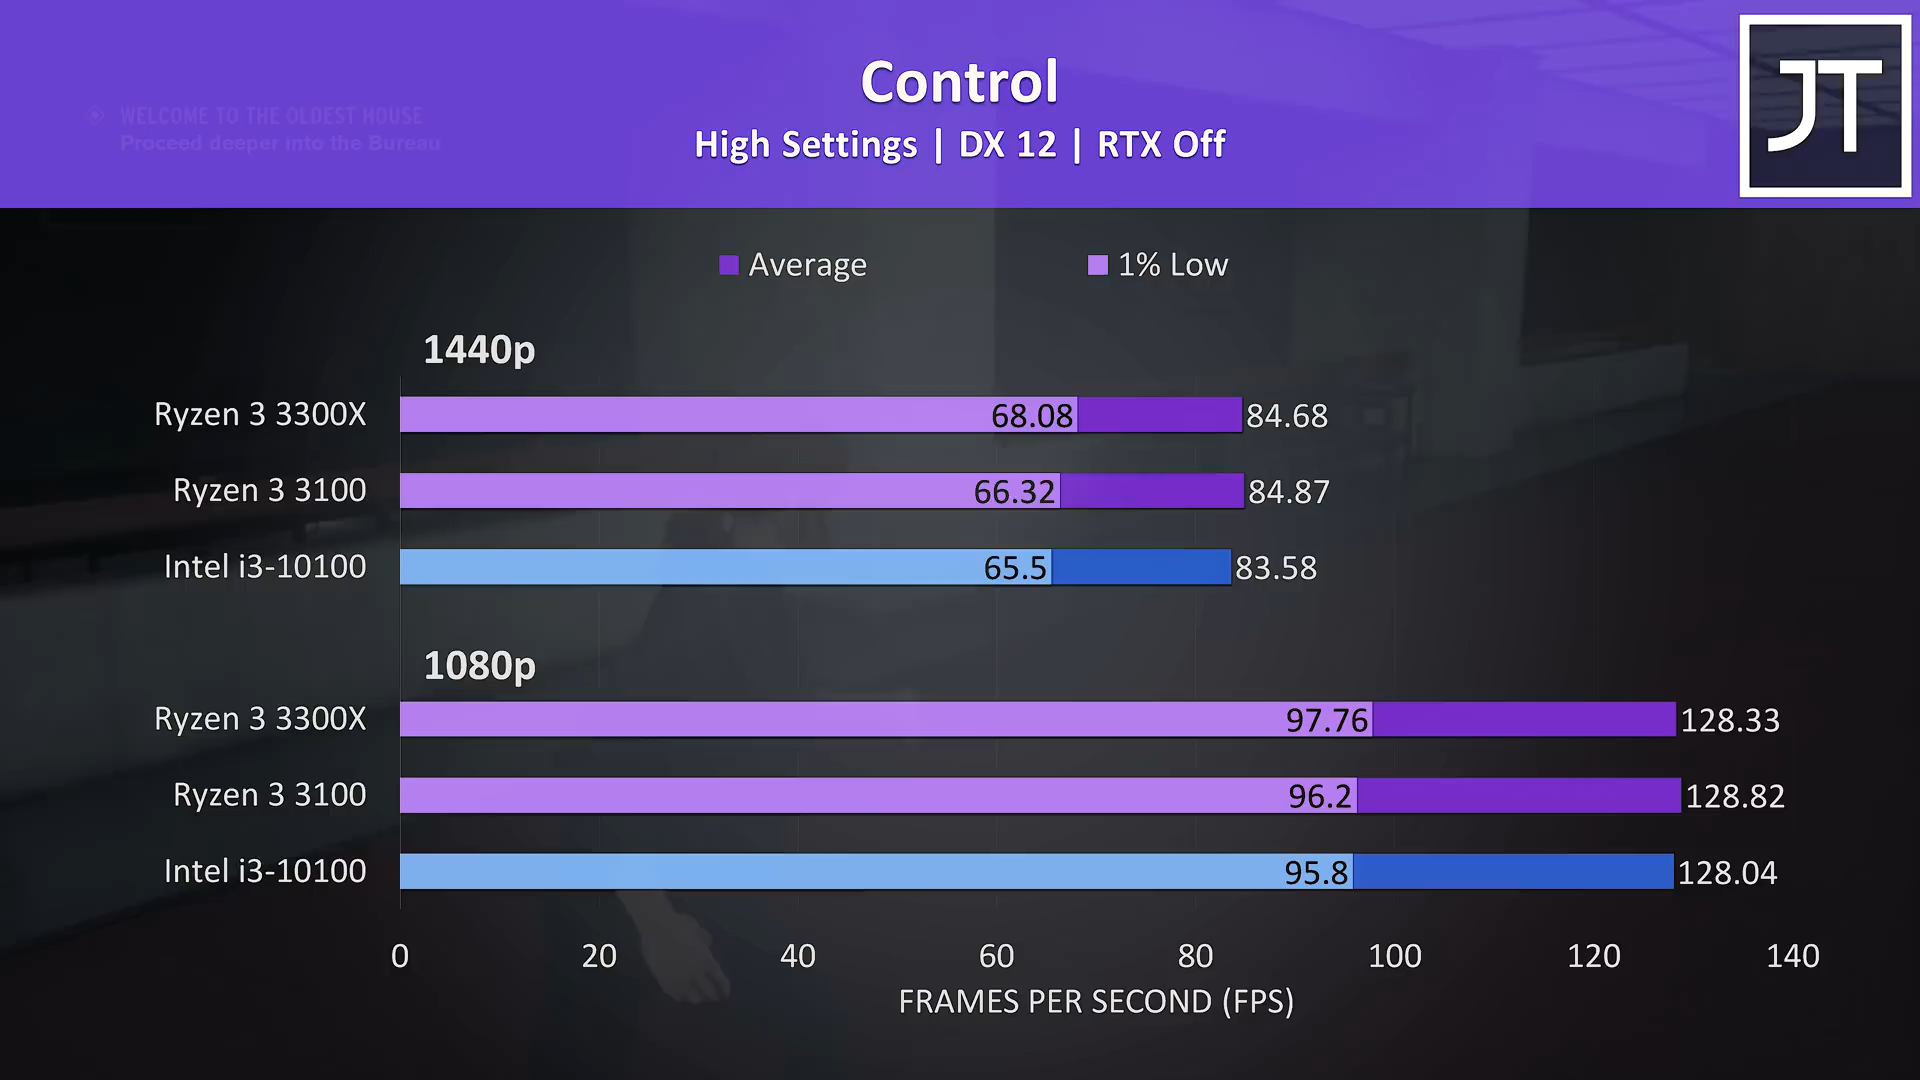 Control
High Settings | DX 12 | RTX Off
JT
WELCOME TO THE OLDEST HOUSE
Proceed deeper into the Bureau
Average
1% Low
1440p
Ryzen 3 3300X
68.08
84.68
Ryzen 3 3100
66.32
84.87
Intel i3-10100
65.5
83.58
1080p
Ryzen 3 3300X
97.76
128.33
Ryzen 3 3100
96.2
128.82
Intel i3-10100
95.8
128.04
0 20 40 60 80 100 120 140
FRAMES PER SECOND (FPS)